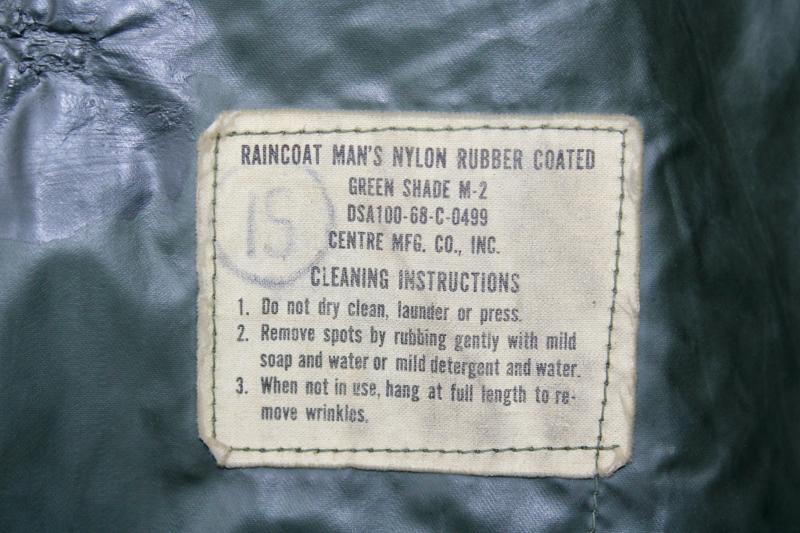 RAINCOAT MAN'S NYLON RUBBER COATED
GREEN SHADE M-2
DSA100-68-C-0499
15
CENTRE MFG. CO., INC.
CLEANING INSTRUCTIONS
1. Do not dry clean, launder or press.
2. Remove spots by rubbing gently with mild
soap and water or mild detergent and water.
3. When not in use, hang at full length to re-
move wrinkles.